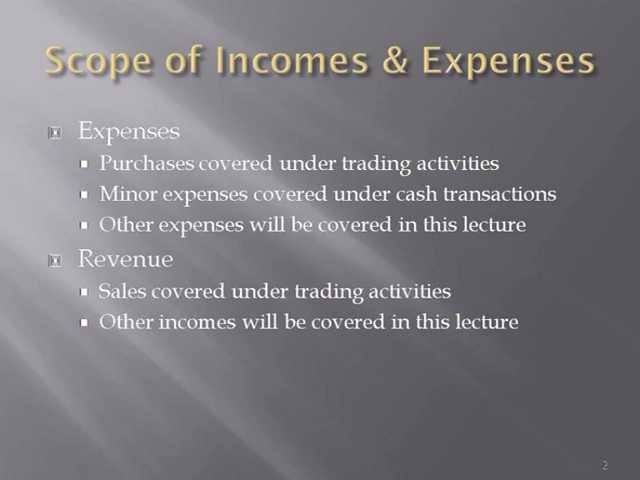 Scope of Incomes & Expenses
Expenses
Purchases covered under trading activities
Minor expenses covered under cash transactions
Other expenses will be covered in this lecture
Revenue
Sales covered under trading activities
Other incomes will be covered in this lecture
2